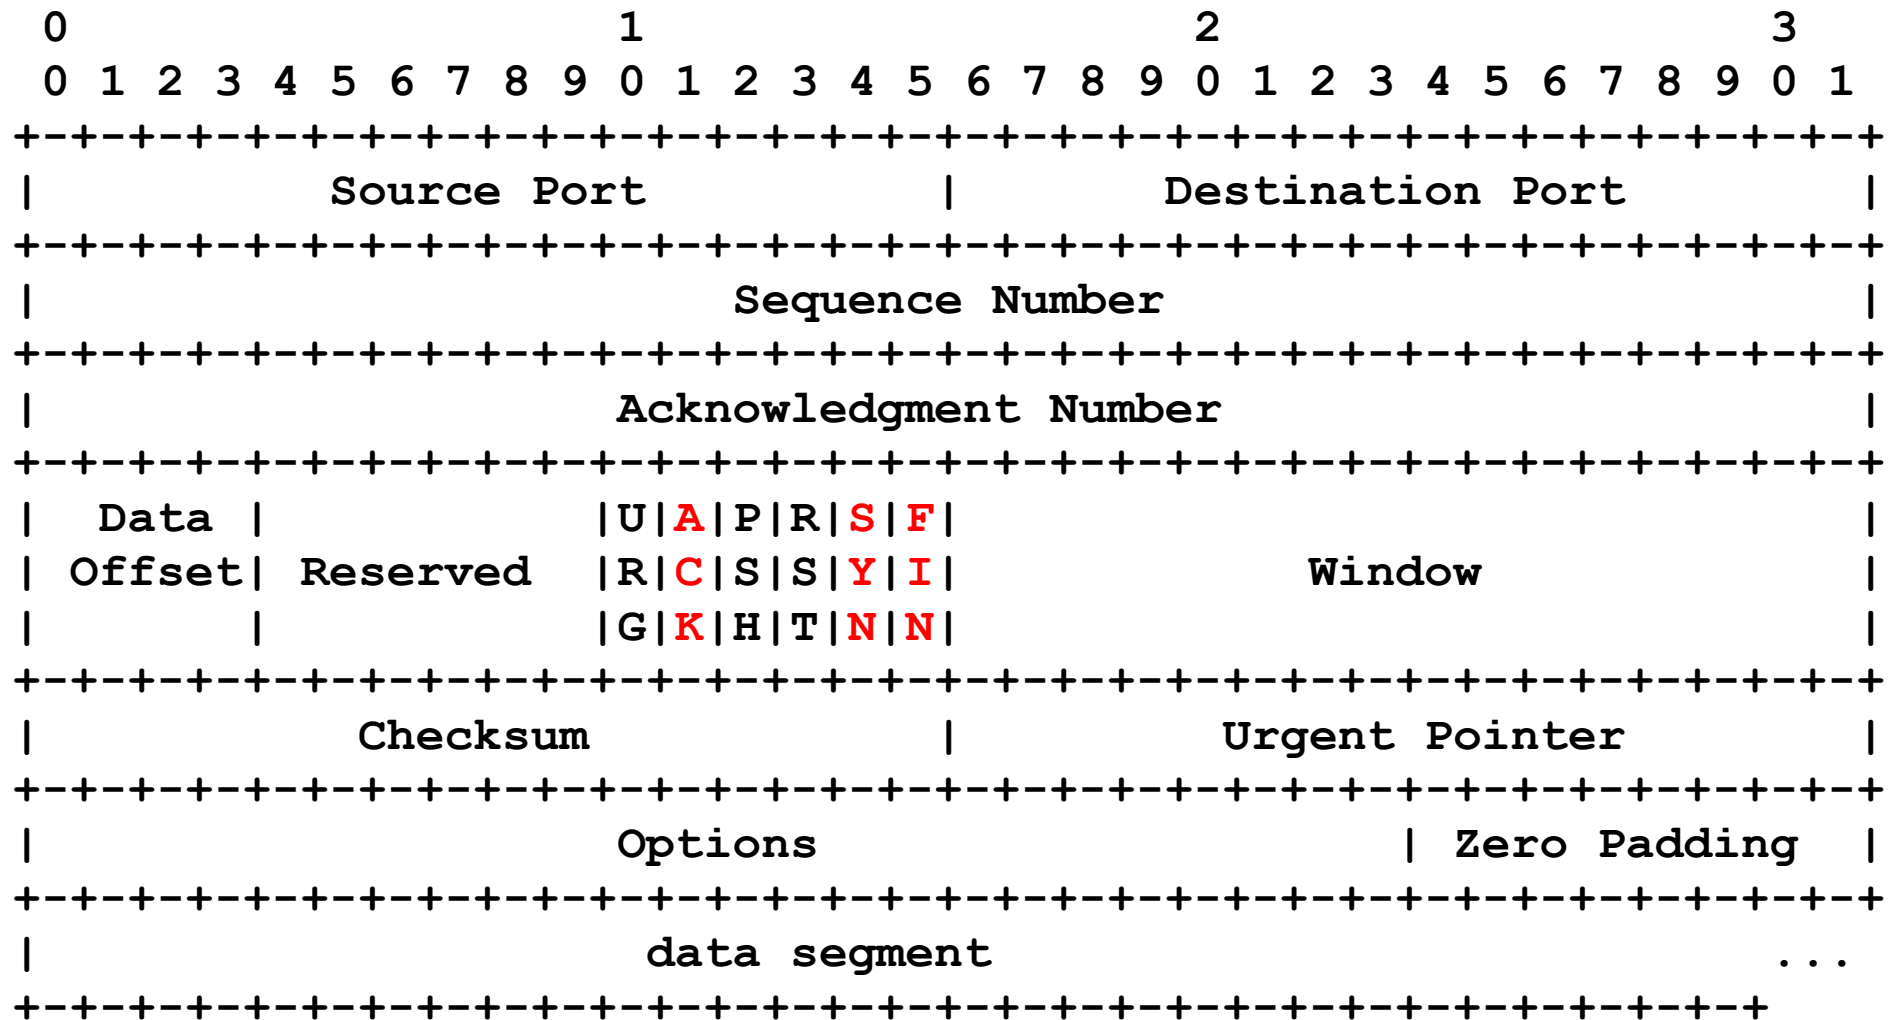 0                   1                   2                   3
 0 1 2 3 4 5 6 7 8 9 0 1 2 3 4 5 6 7 8 9 0 1 2 3 4 5 6 7 8 9 0 1
+-+-+-+-+-+-+-+-+-+-+-+-+-+-+-+-+-+-+-+-+-+-+-+-+-+-+-+-+-+-+-+-+
|          Source Port          |       Destination Port        |
+-+-+-+-+-+-+-+-+-+-+-+-+-+-+-+-+-+-+-+-+-+-+-+-+-+-+-+-+-+-+-+-+
|                        Sequence Number                        |
+-+-+-+-+-+-+-+-+-+-+-+-+-+-+-+-+-+-+-+-+-+-+-+-+-+-+-+-+-+-+-+-+
|                    Acknowledgment Number                      |
+-+-+-+-+-+-+-+-+-+-+-+-+-+-+-+-+-+-+-+-+-+-+-+-+-+-+-+-+-+-+-+-+
|  Data |           |U|A|P|R|S|F|                               |
| Offset| Reserved  |R|C|S|S|Y|I|            Window             |
|       |           |G|K|H|T|N|N|                               |
+-+-+-+-+-+-+-+-+-+-+-+-+-+-+-+-+-+-+-+-+-+-+-+-+-+-+-+-+-+-+-+-+
|           Checksum            |         Urgent Pointer        |
+-+-+-+-+-+-+-+-+-+-+-+-+-+-+-+-+-+-+-+-+-+-+-+-+-+-+-+-+-+-+-+-+
|                    Options                    | Zero Padding  |
+-+-+-+-+-+-+-+-+-+-+-+-+-+-+-+-+-+-+-+-+-+-+-+-+-+-+-+-+-+-+-+-+
|                     data segment                           ...
+-+-+-+-+-+-+-+-+-+-+-+-+-+-+-+-+-+-+-+-+-+-+-+-+-+-+-+-+-+-+